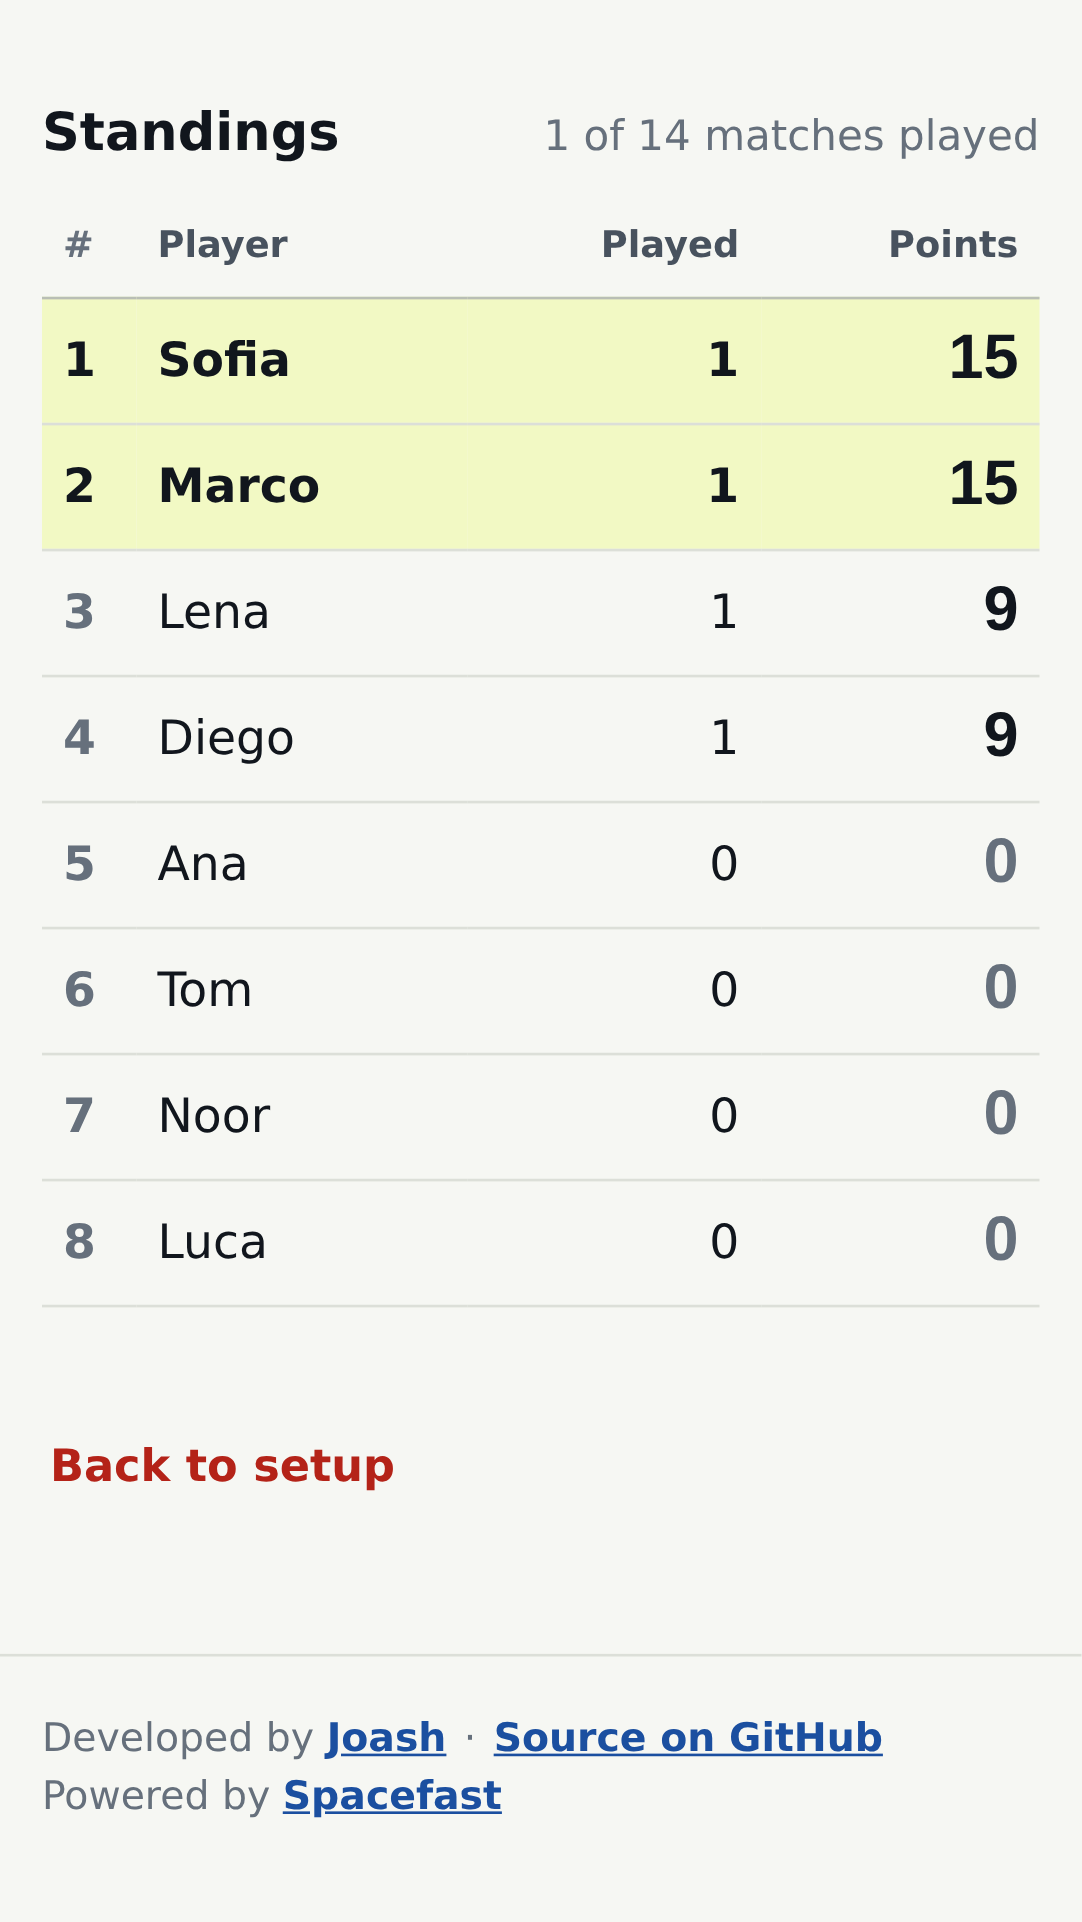 Standings 1 of 14 matches played
# Player Played Points
1 Sofia 1 15
2 Marco 1 15
3 Lena 1 9
4 Diego 1 9
5 Ana 0 0
6 Tom 0 0
7 Noor 0 0
8 Luca 0 0
Back to setup
Developed by Joash · Source on GitHub
Powered by Spacefast